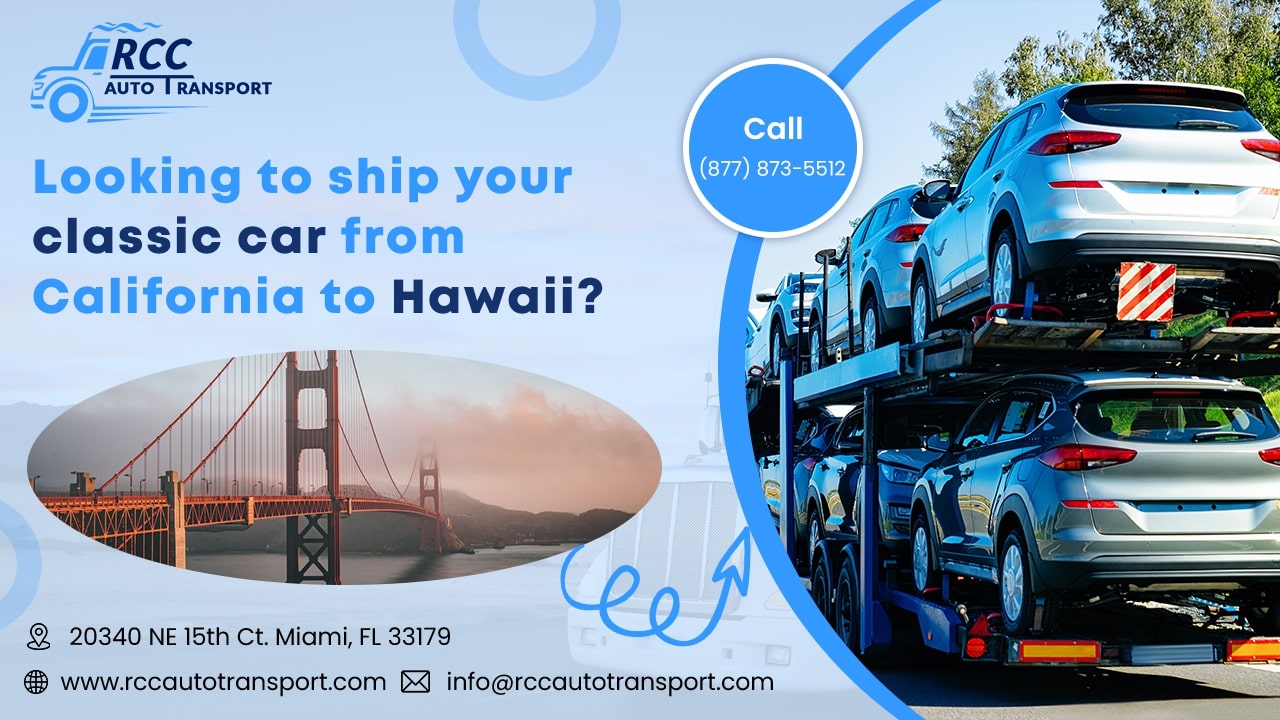 RCC
AUTO TRANSPORT
Looking to ship your
classic car from
California to Hawaii?
Call
(877) 873-5512
20340 NE 15th Ct. Miami, FL 33179
www.rccautotransport.com
info@rccautotransport.com